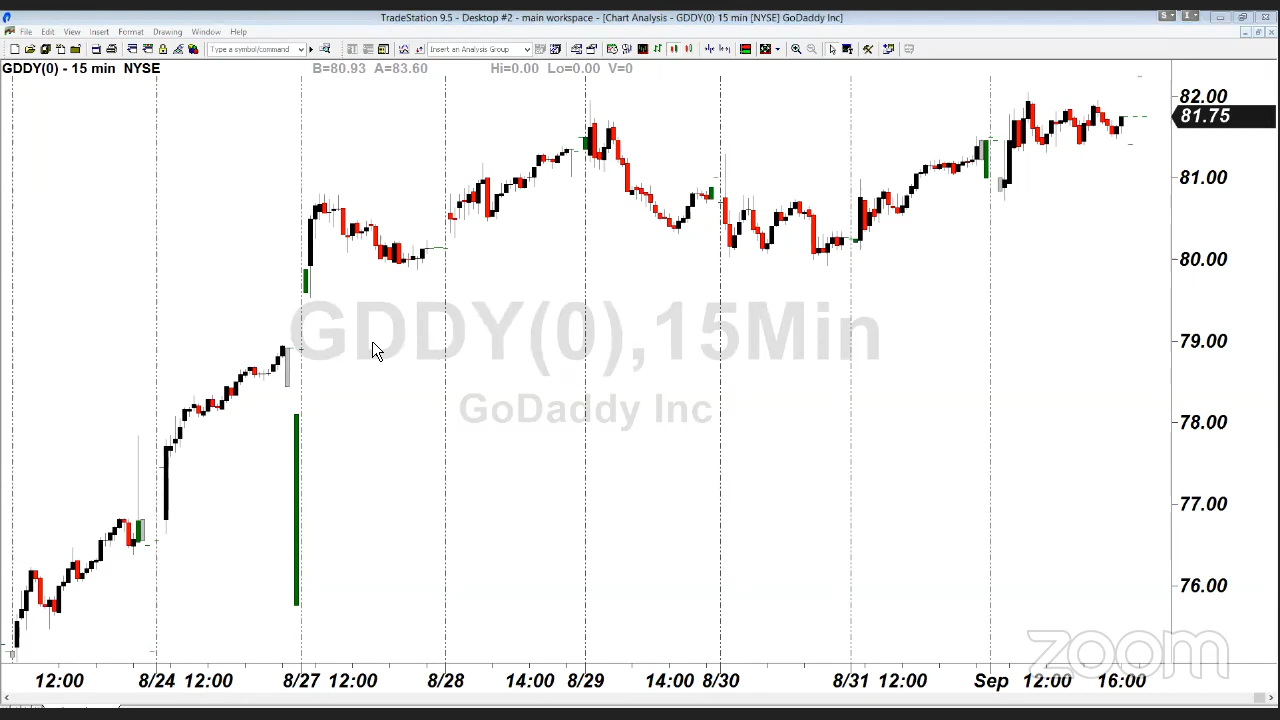 TradeStation 9.5 - Desktop #2 - main workspace - [Chart Analysis - GDDY(0) 15 min [NYSE] GoDaddy Inc]
S I
File Edit View Insert Format Drawing Window Help
Type a symbol/command Insert an Analysis Group
GDDY(0) - 15 min NYSE B=80.93 A=83.60 Hi=0.00 Lo=0.00 V=0
82.00
81.75
81.00
80.00
79.00
78.00
77.00
76.00
GDDY(0),15Min
GoDaddy Inc
zoom
12:00 8/24 12:00 8/27 12:00 8/28 14:00 8/29 14:00 8/30 8/31 12:00 Sep 12:00 16:00